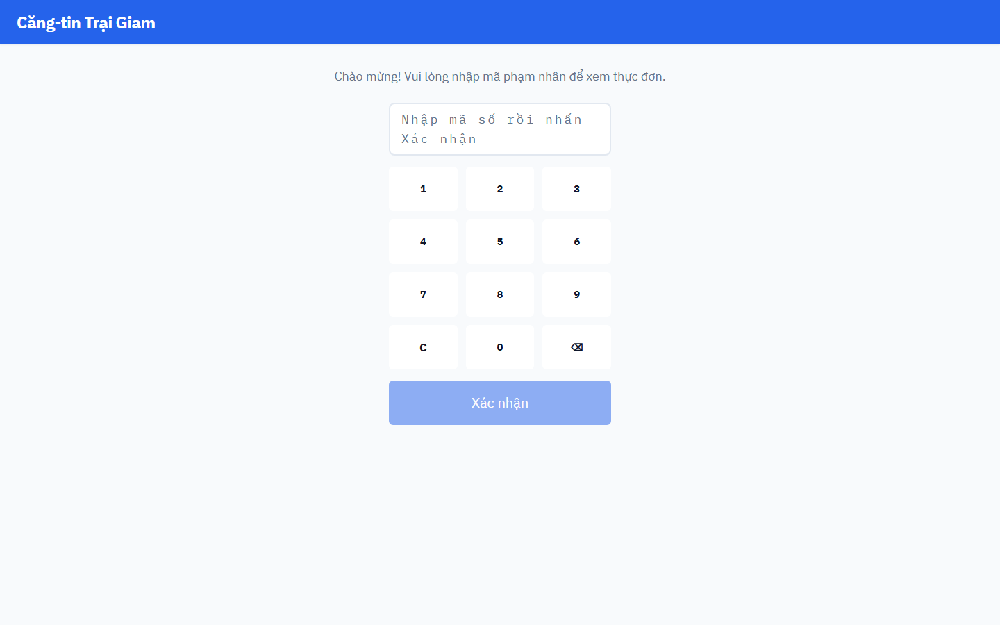 Căng-tin Trại Giam
Chào mừng! Vui lòng nhập mã phạm nhân để xem thực đơn.
Nhập mã số rồi nhấn
Xác nhận
1 2 3
4 5 6
7 8 9
C 0 ⌫
Xác nhận